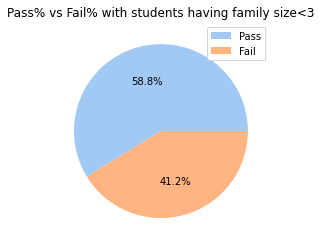 Pass% vs Fail% with students having family size<3
Pass
Fail
58.8%
41.2%